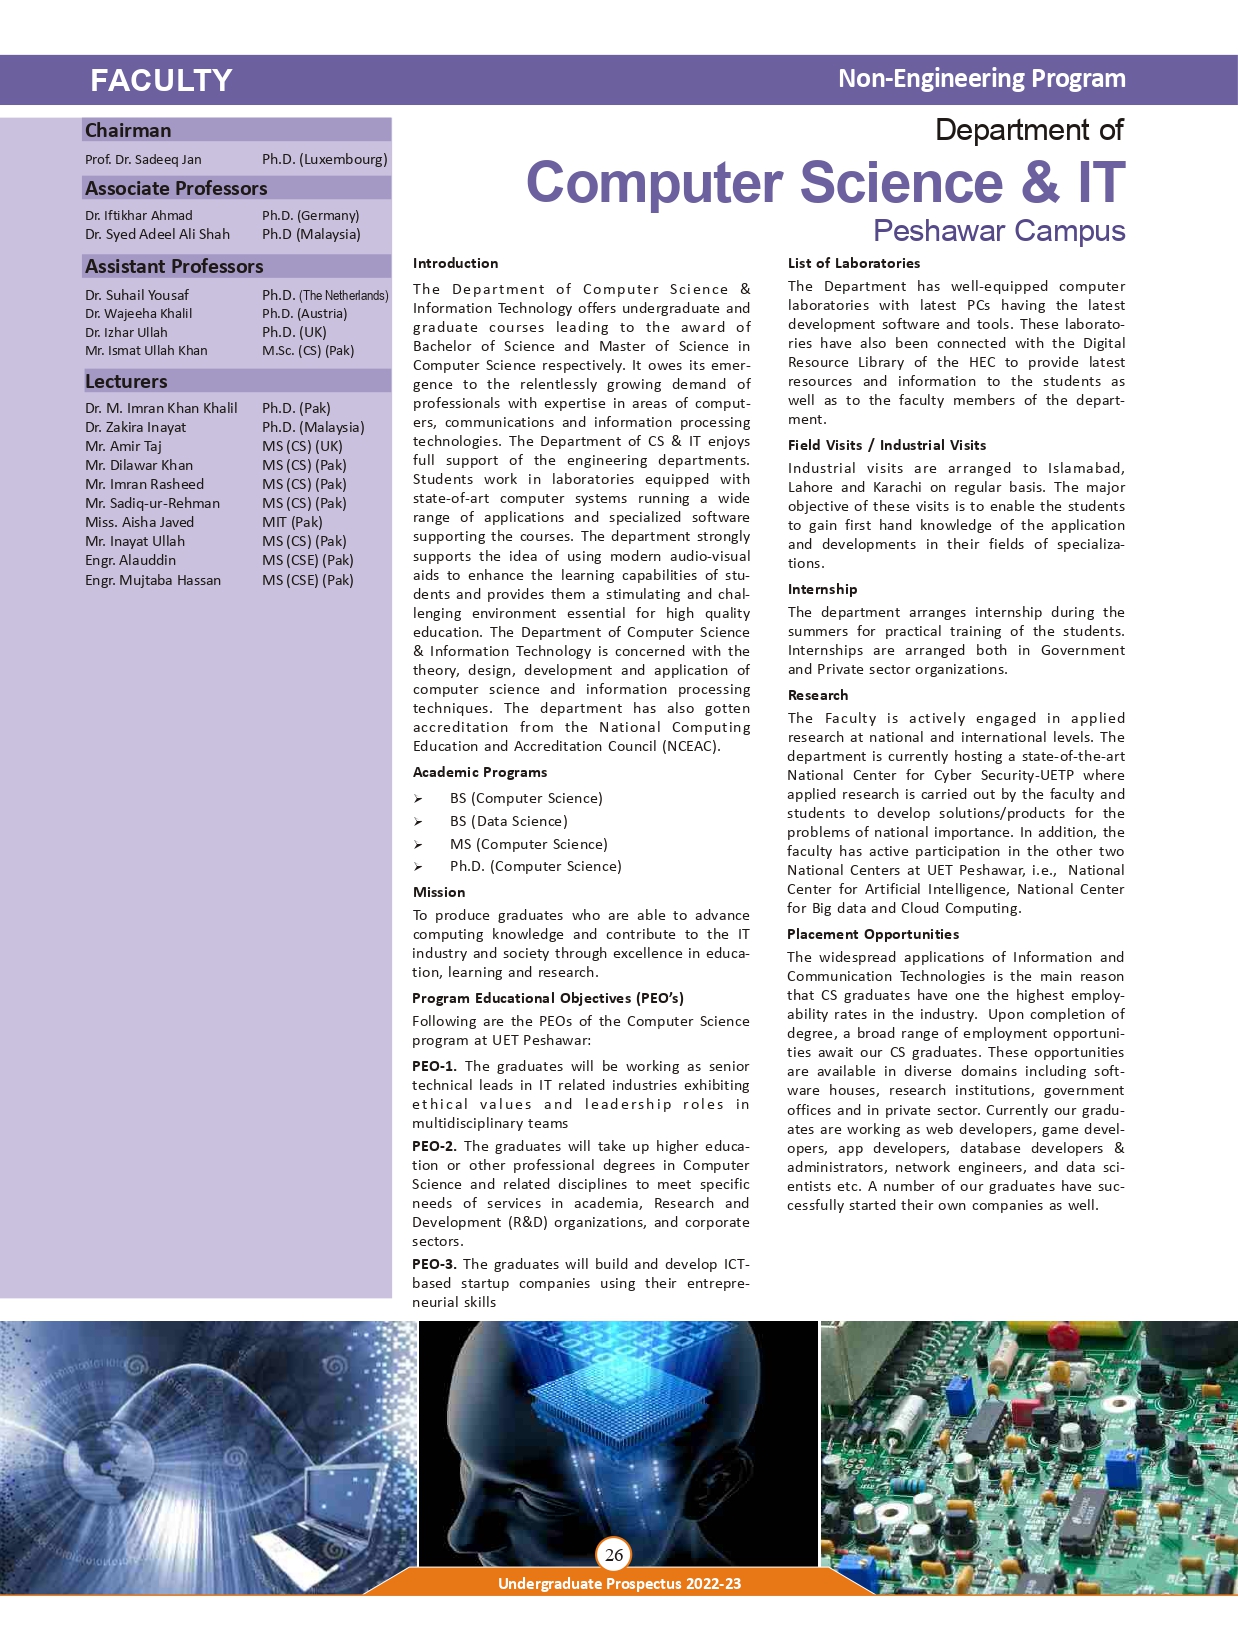 FACULTY
Non-Engineering Program
Chairman
Prof. Dr. Sadeeq Jan Ph.D. (Luxembourg)
Associate Professors
Dr. Iftikhar Ahmad Ph.D. (Germany)
Dr. Syed Adeel Ali Shah Ph.D (Malaysia)
Assistant Professors
Dr. Suhail Yousaf Ph.D. (The Netherlands)
Dr. Wajeeha Khalil Ph.D. (Austria)
Dr. Izhar Ullah Ph.D. (UK)
Mr. Ismat Ullah Khan M.Sc. (CS) (Pak)
Lecturers
Dr. M. Imran Khan Khalil Ph.D. (Pak)
Dr. Zakira Inayat Ph.D. (Malaysia)
Mr. Amir Taj MS (CS) (UK)
Mr. Dilawar Khan MS (CS) (Pak)
Mr. Imran Rasheed MS (CS) (Pak)
Mr. Sadiq-ur-Rehman MS (CS) (Pak)
Miss. Aisha Javed MIT (Pak)
Mr. Inayat Ullah MS (CS) (Pak)
Engr. Alauddin MS (CSE) (Pak)
Engr. Mujtaba Hassan MS (CSE) (Pak)
Department of
Computer Science & IT
Peshawar Campus
Introduction
The Department of Computer Science &
Information Technology offers undergraduate and
graduate courses leading to the award of
Bachelor of Science and Master of Science in
Computer Science respectively. It owes its emer-
gence to the relentlessly growing demand of
professionals with expertise in areas of comput-
ers, communications and information processing
technologies. The Department of CS & IT enjoys
full support of the engineering departments.
Students work in laboratories equipped with
state-of-art computer systems running a wide
range of applications and specialized software
supporting the courses. The department strongly
supports the idea of using modern audio-visual
aids to enhance the learning capabilities of stu-
dents and provides them a stimulating and chal-
lenging environment essential for high quality
education. The Department of Computer Science
& Information Technology is concerned with the
theory, design, development and application of
computer science and information processing
techniques. The department has also gotten
accreditation from the National Computing
Education and Accreditation Council (NCEAC).
Academic Programs
➢ BS (Computer Science)
➢ BS (Data Science)
➢ MS (Computer Science)
➢ Ph.D. (Computer Science)
Mission
To produce graduates who are able to advance
computing knowledge and contribute to the IT
industry and society through excellence in educa-
tion, learning and research.
Program Educational Objectives (PEO’s)
Following are the PEOs of the Computer Science
program at UET Peshawar:
PEO-1. The graduates will be working as senior
technical leads in IT related industries exhibiting
ethical values and leadership roles in
multidisciplinary teams
PEO-2. The graduates will take up higher educa-
tion or other professional degrees in Computer
Science and related disciplines to meet specific
needs of services in academia, Research and
Development (R&D) organizations, and corporate
sectors.
PEO-3. The graduates will build and develop ICT-
based startup companies using their entrepre-
neurial skills
List of Laboratories
The Department has well-equipped computer
laboratories with latest PCs having the latest
development software and tools. These laborato-
ries have also been connected with the Digital
Resource Library of the HEC to provide latest
resources and information to the students as
well as to the faculty members of the depart-
ment.
Field Visits / Industrial Visits
Industrial visits are arranged to Islamabad,
Lahore and Karachi on regular basis. The major
objective of these visits is to enable the students
to gain first hand knowledge of the application
and developments in their fields of specializa-
tions.
Internship
The department arranges internship during the
summers for practical training of the students.
Internships are arranged both in Government
and Private sector organizations.
Research
The Faculty is actively engaged in applied
research at national and international levels. The
department is currently hosting a state-of-the-art
National Center for Cyber Security-UETP where
applied research is carried out by the faculty and
students to develop solutions/products for the
problems of national importance. In addition, the
faculty has active participation in the other two
National Centers at UET Peshawar, i.e., National
Center for Artificial Intelligence, National Center
for Big data and Cloud Computing.
Placement Opportunities
The widespread applications of Information and
Communication Technologies is the main reason
that CS graduates have one the highest employ-
ability rates in the industry. Upon completion of
degree, a broad range of employment opportuni-
ties await our CS graduates. These opportunities
are available in diverse domains including soft-
ware houses, research institutions, government
offices and in private sector. Currently our gradu-
ates are working as web developers, game devel-
opers, app developers, database developers &
administrators, network engineers, and data sci-
entists etc. A number of our graduates have suc-
cessfully started their own companies as well.
26
Undergraduate Prospectus 2022-23